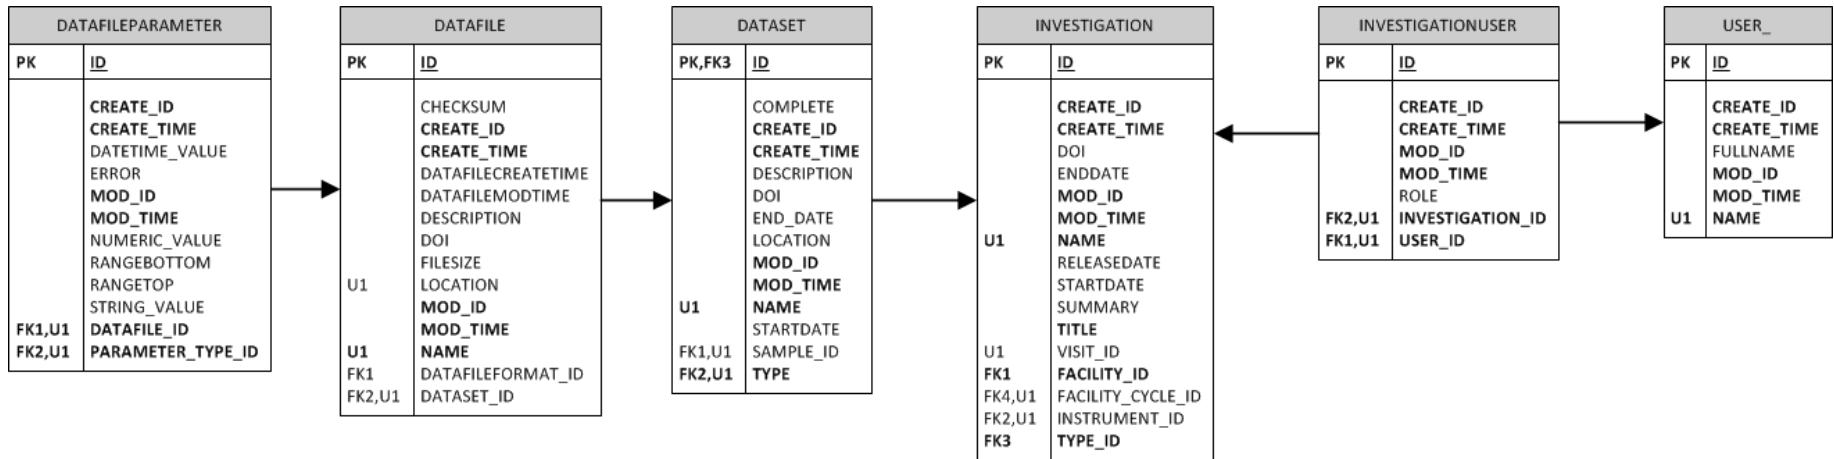 DATAFILEPARAMETER
PK ID
CREATE_ID
CREATE_TIME
DATETIME_VALUE
ERROR
MOD_ID
MOD_TIME
NUMERIC_VALUE
RANGEBOTTOM
RANGETOP
STRING_VALUE
FK1,U1 DATAFILE_ID
FK2,U1 PARAMETER_TYPE_ID
DATAFILE
PK ID
CHECKSUM
CREATE_ID
CREATE_TIME
DATAFILECREATETIME
DATAFILEMODTIME
DESCRIPTION
DOI
FILESIZE
U1 LOCATION
MOD_ID
MOD_TIME
U1 NAME
FK1 DATAFILEFORMAT_ID
FK2,U1 DATASET_ID
DATASET
PK,FK3 ID
COMPLETE
CREATE_ID
CREATE_TIME
DESCRIPTION
DOI
END_DATE
LOCATION
MOD_ID
MOD_TIME
U1 NAME
STARTDATE
FK1,U1 SAMPLE_ID
FK2,U1 TYPE
INVESTIGATION
PK ID
CREATE_ID
CREATE_TIME
DOI
ENDDATE
MOD_ID
MOD_TIME
U1 NAME
RELEASEDATE
STARTDATE
SUMMARY
TITLE
U1 VISIT_ID
FK1 FACILITY_ID
FK4,U1 FACILITY_CYCLE_ID
FK2,U1 INSTRUMENT_ID
FK3 TYPE_ID
INVESTIGATIONUSER
PK ID
CREATE_ID
CREATE_TIME
MOD_ID
MOD_TIME
ROLE
FK2,U1 INVESTIGATION_ID
FK1,U1 USER_ID
USER_
PK ID
CREATE_ID
CREATE_TIME
FULLNAME
MOD_ID
MOD_TIME
U1 NAME